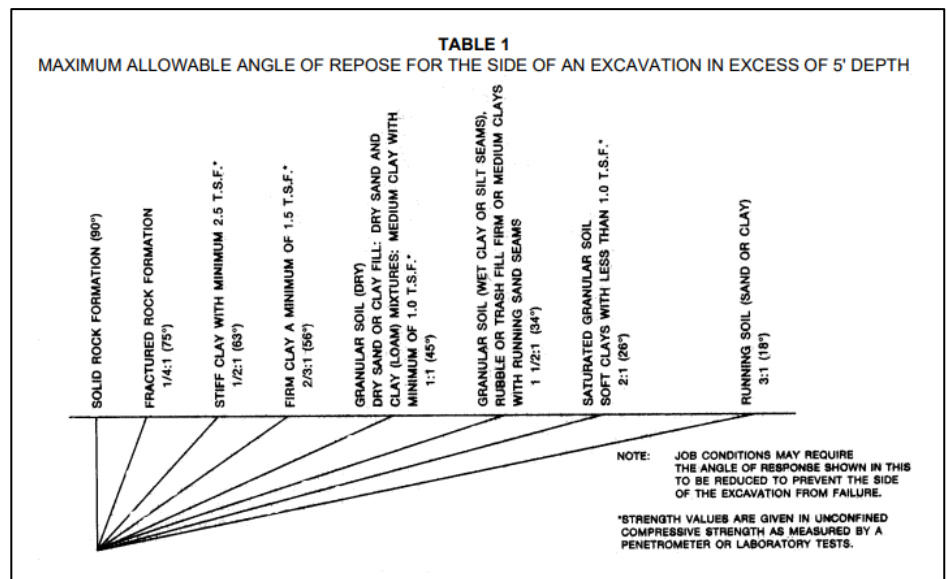 TABLE 1
MAXIMUM ALLOWABLE ANGLE OF REPOSE FOR THE SIDE OF AN EXCAVATION IN EXCESS OF 5' DEPTH
SOLID ROCK FORMATION (90°)
FRACTURED ROCK FORMATION
1/4:1 (75°)
STIFF CLAY WITH MINIMUM 2.5 T.S.F.*
1/2:1 (63°)
FIRM CLAY A MINIMUM OF 1.5 T.S.F.*
2/3:1 (56°)
GRANULAR SOIL (DRY)
DRY SAND OR CLAY FILL: DRY SAND AND
CLAY (LOAM) MIXTURES: MEDIUM CLAY WITH
MINIMUM OF 1.0 T.S.F.*
1:1 (45°)
GRANULAR SOIL (WET CLAY OR SILT SEAMS),
RUBBLE OR TRASH FILL FIRM OR MEDIUM CLAYS
WITH RUNNING SAND SEAMS
1 1/2:1 (34°)
SATURATED GRANULAR SOIL
SOFT CLAYS WITH LESS THAN 1.0 T.S.F.*
2:1 (26°)
RUNNING SOIL (SAND OR CLAY)
3:1 (18°)
NOTE: JOB CONDITIONS MAY REQUIRE
THE ANGLE OF RESPONSE SHOWN IN THIS
TO BE REDUCED TO PREVENT THE SIDE
OF THE EXCAVATION FROM FAILURE.
*STRENGTH VALUES ARE GIVEN IN UNCONFINED
COMPRESSIVE STRENGTH AS MEASURED BY A
PENETROMETER OR LABORATORY TESTS.